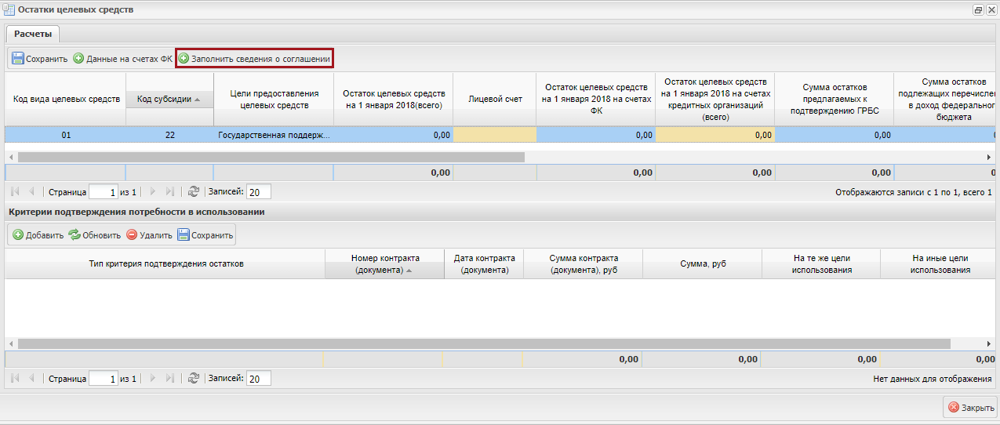 Остатки целевых средств
Расчеты
Сохранить Данные на счетах ФК Заполнить сведения о соглашении
Код вида целевых средств
Код субсидии
Цели предоставления
целевых средств
Остаток целевых средств
на 1 января 2018(всего)
Лицевой счет
Остаток целевых средств
на 1 января 2018 на счетах
ФК
Остаток целевых средств
на 1 января 2018 на счетах
кредитных организаций
(всего)
Сумма остатков
предлагаемых к
подтверждению ГРБС
Сумма остатков
подлежащих перечислен
в доход федерального
бюджета
01 22 Государственная поддерж... 0,00 0,00 0,00 0,00 0
0,00 0,00 0,00 0,00 0,00
Страница 1 из 1 Записей: 20 Отображаются записи с 1 по 1, всего 1
Критерии подтверждения потребности в использовании
Добавить Обновить Удалить Сохранить
Тип критерия подтверждения остатков
Номер контракта
(документа)
Дата контракта
(документа)
Сумма контракта
(документа), руб
Сумма, руб
На те же цели
использования
На иные цели
использования
0,00 0,00 0,00 0,00
Страница 1 из 1 Записей: 20 Нет данных для отображения
Закрыть